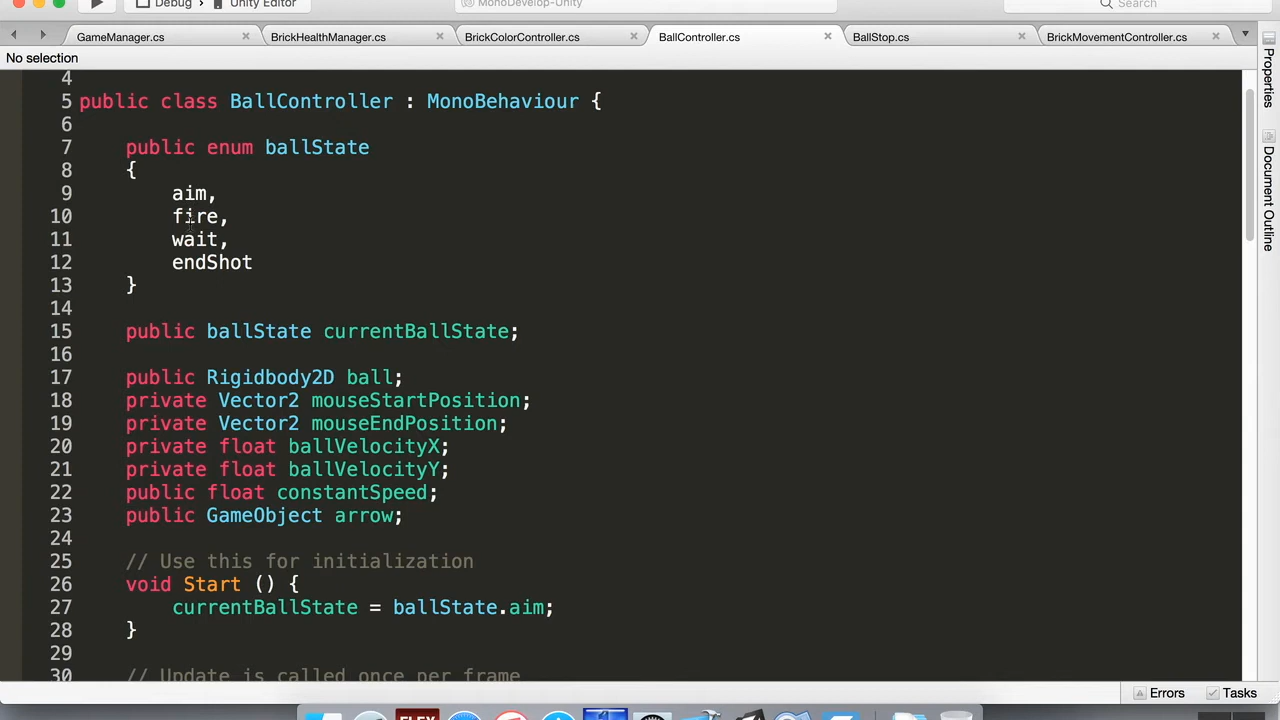 Debug
Unity Editor
MonoDevelop-Unity
Search
GameManager.cs
BrickHealthManager.cs
BrickColorController.cs
BallController.cs
BallStop.cs
BrickMovementController.cs
No selection
4
5 public class BallController : MonoBehaviour {
6
7 public enum ballState
8 {
9 aim,
10 fire,
11 wait,
12 endShot
13 }
14
15 public ballState currentBallState;
16
17 public Rigidbody2D ball;
18 private Vector2 mouseStartPosition;
19 private Vector2 mouseEndPosition;
20 private float ballVelocityX;
21 private float ballVelocityY;
22 public float constantSpeed;
23 public GameObject arrow;
24
25 // Use this for initialization
26 void Start () {
27 currentBallState = ballState.aim;
28 }
29
30 // Update is called once per frame
Properties
Document Outline
Errors
Tasks
FLEX